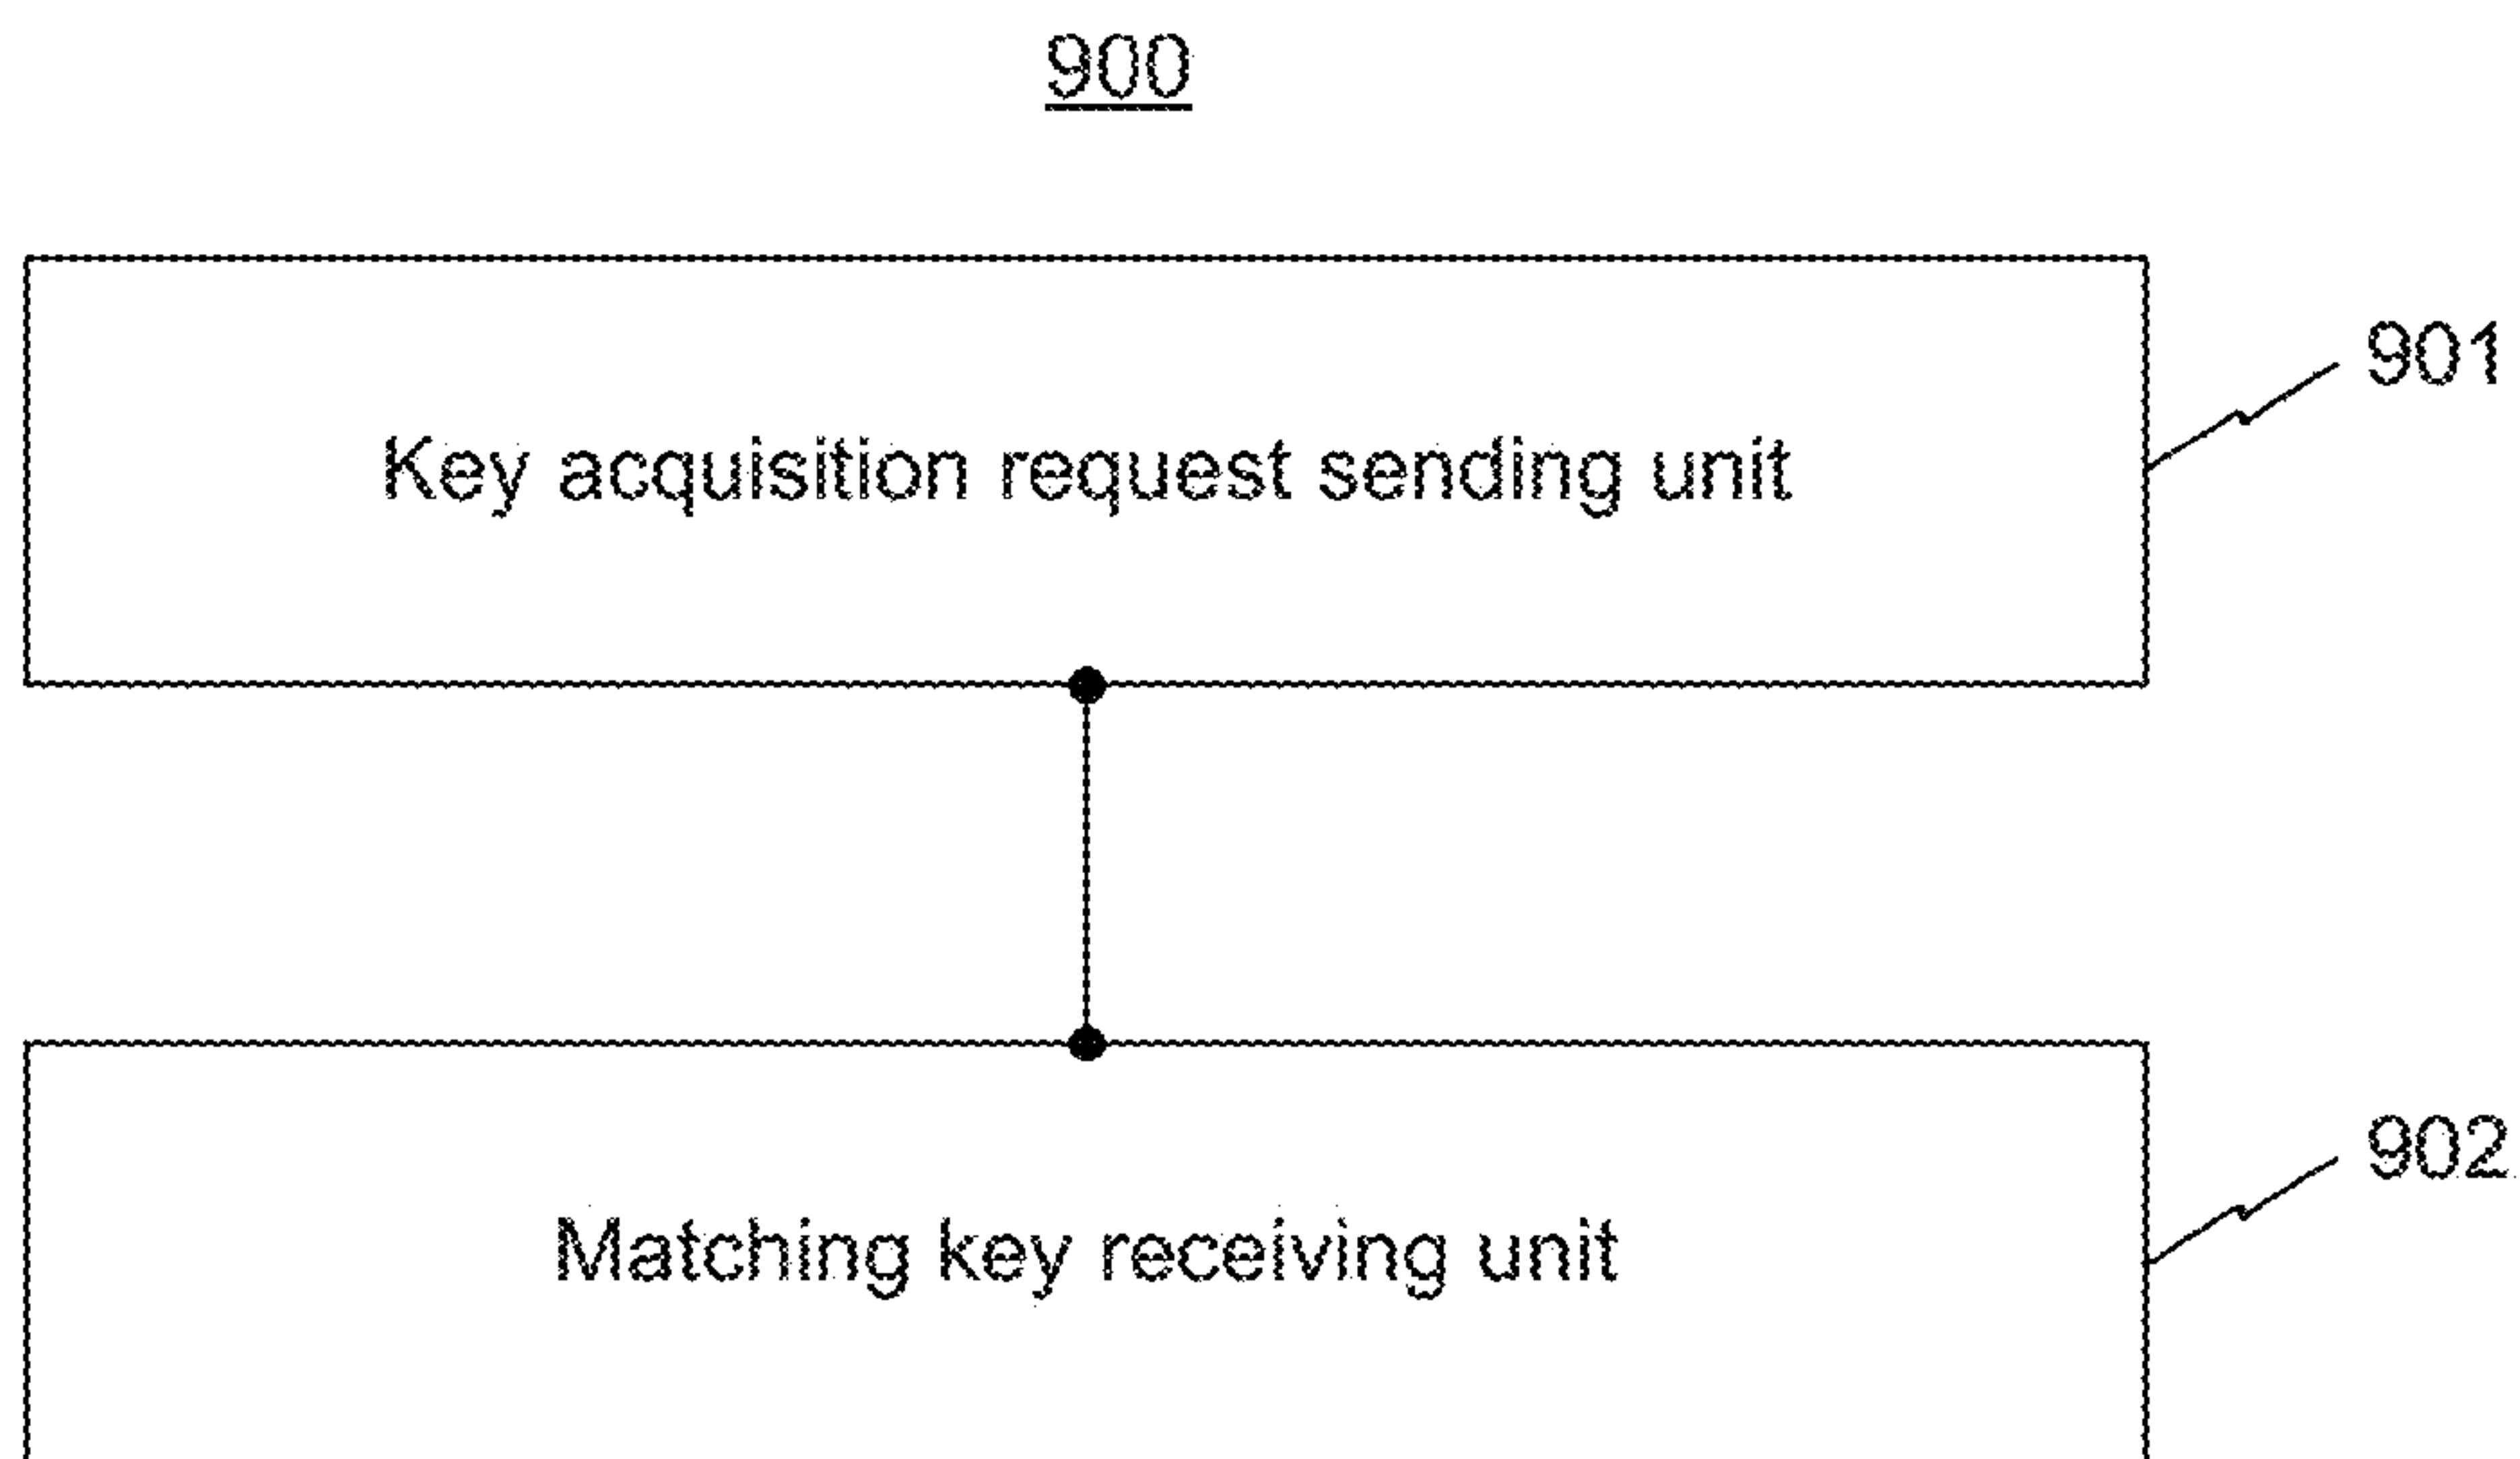 900
901
Key acquisition request sending unit
902
Matching key receiving unit